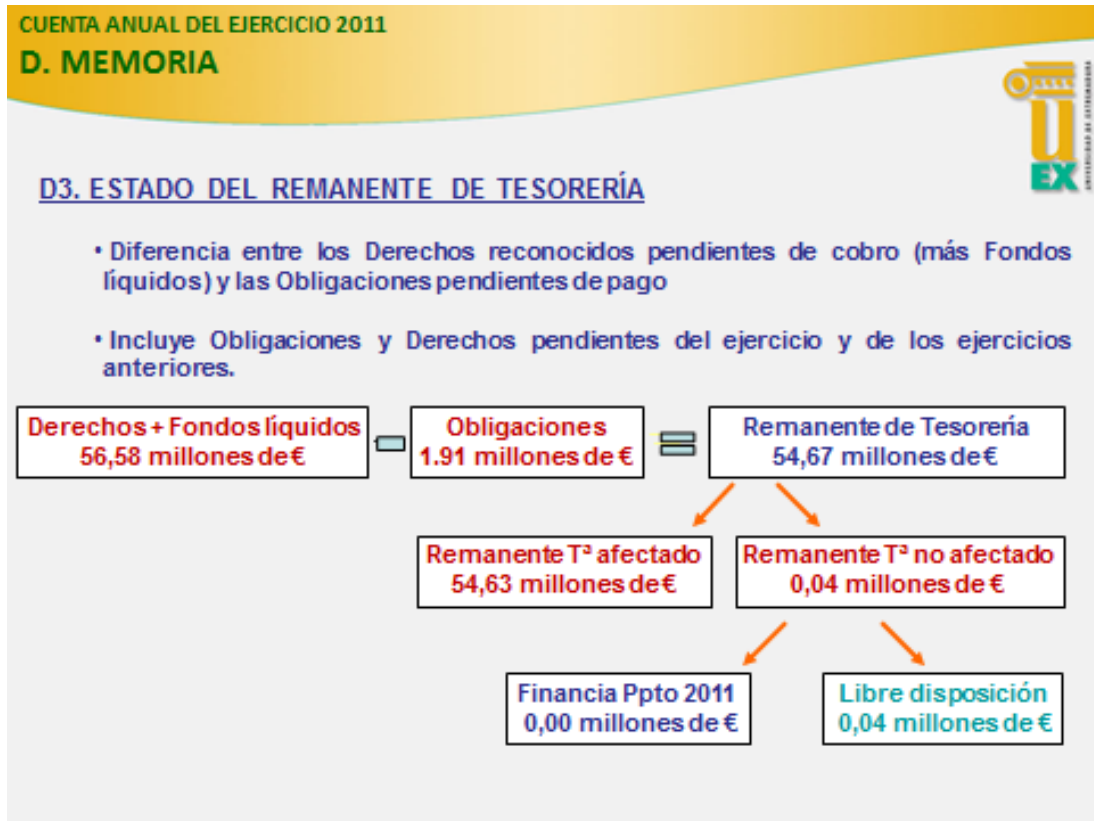 CUENTA ANUAL DEL EJERCICIO 2011
D. MEMORIA
UEX
UNIVERSIDAD DE EXTREMADURA
D3. ESTADO DEL REMANENTE DE TESORERÍA
• Diferencia entre los Derechos reconocidos pendientes de cobro (más Fondos
líquidos) y las Obligaciones pendientes de pago
• Incluye Obligaciones y Derechos pendientes del ejercicio y de los ejercicios
anteriores.
Derechos + Fondos líquidos
56,58 millones de €
Obligaciones
1.91 millones de €
Remanente de Tesorería
54,67 millones de €
Remanente Tª afectado
54,63 millones de €
Remanente Tª no afectado
0,04 millones de €
Financia Ppto 2011
0,00 millones de €
Libre disposición
0,04 millones de €